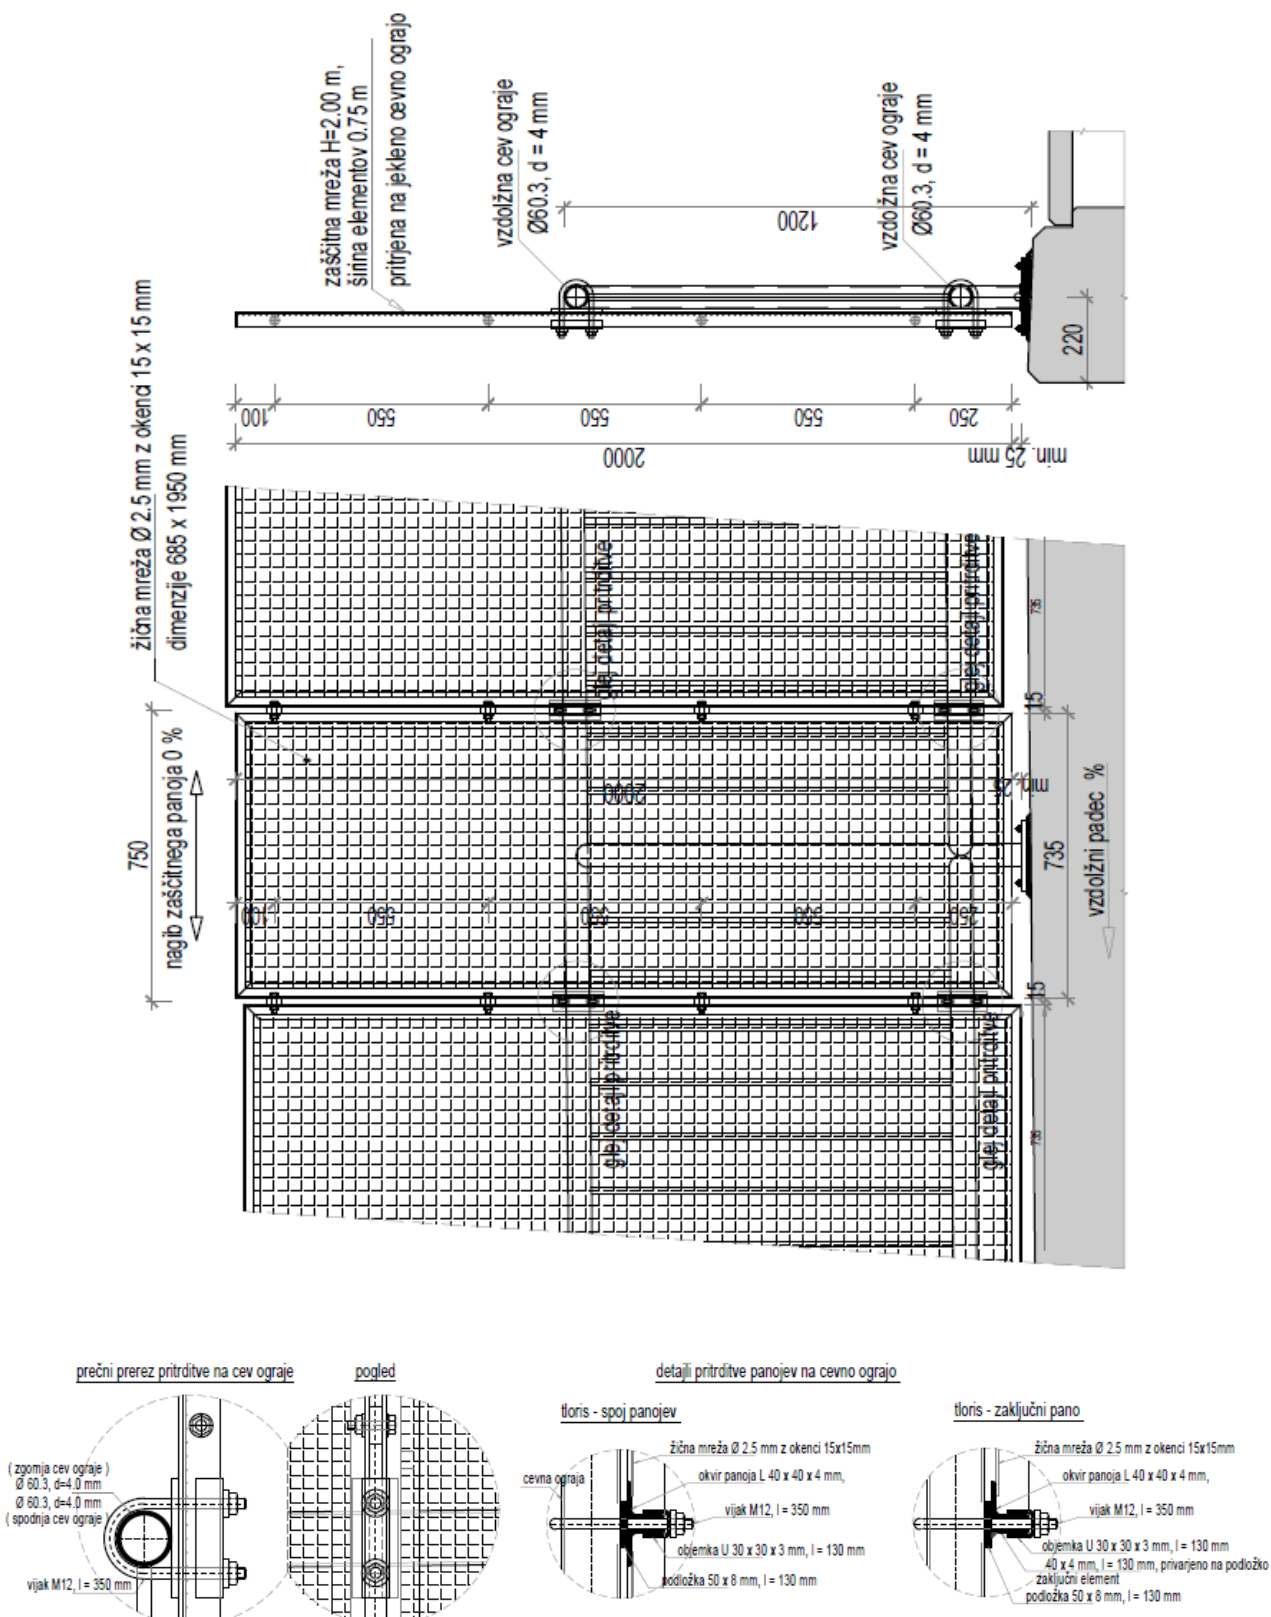 zaščitna mreža H=2.00 m,
širina elementov 0.75 m
pritrjena na jekleno cevno ograjo
vzdolžna cev ograje
Ø60.3, d = 4 mm
vzdolžna cev ograje
Ø60.3, d = 4 mm
1200
220
žična mreža Ø 2.5 mm z okenci 15 x 15 mm
dimenzije 685 x 1950 mm
100
550
550
550
250
2000
min. 25 mm
glej detajl pritrditve
glej detajl pritrditve
735
15
750
nagib zaščitnega panoja 0 %
2000
min. 25
735
vzdolžni padec %
100
550
550
550
250
15
glej detajl pritrditve
glej detajl pritrditve
735
prečni prerez pritrditve na cev ograje
pogled
detajli pritrditve panojev na cevno ograjo
( zgornja cev ograje )
Ø 60.3, d=4.0 mm
Ø 60.3, d=4.0 mm
( spodnja cev ograje )
vijak M12, l = 350 mm
tloris - spoj panojev
cevna ograja
žična mreža Ø 2.5 mm z okenci 15x15mm
okvir panoja L 40 x 40 x 4 mm,
vijak M12, l = 350 mm
objemka U 30 x 30 x 3 mm, l = 130 mm
podložka 50 x 8 mm, l = 130 mm
tloris - zaključni pano
žična mreža Ø 2.5 mm z okenci 15x15mm
okvir panoja L 40 x 40 x 4 mm,
vijak M12, l = 350 mm
objemka U 30 x 30 x 3 mm, l = 130 mm
40 x 4 mm, l = 130 mm, privarjeno na podložko
zaključni element
podložka 50 x 8 mm, l = 130 mm